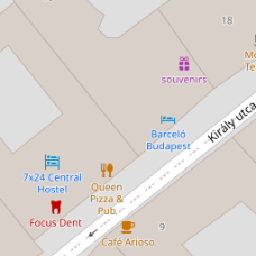 18
souvenirs
Király utca
Barceló
Budapest
7x24 Central
Hostel
Queen
Pizza &
Pub
Focus Dent
9
Café Arioso